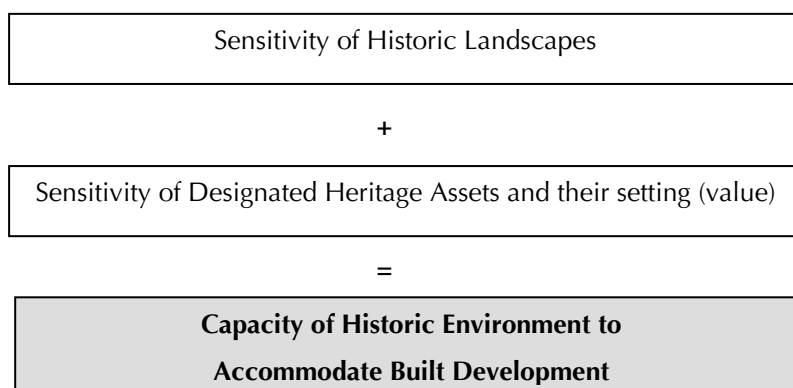 Sensitivity of Historic Landscapes
+
Sensitivity of Designated Heritage Assets and their setting (value)
=
Capacity of Historic Environment to
Accommodate Built Development